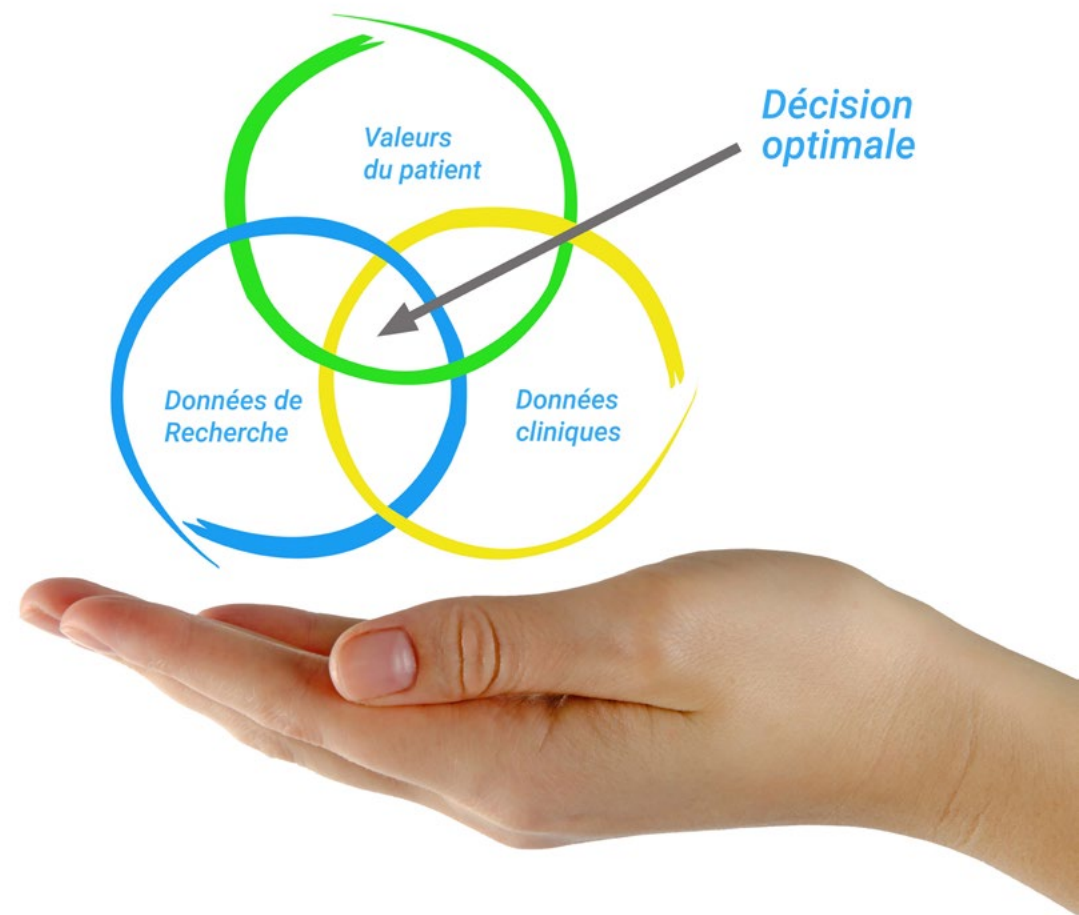 Décision
optimale
Valeurs
du patient
Données de
Recherche
Données
cliniques